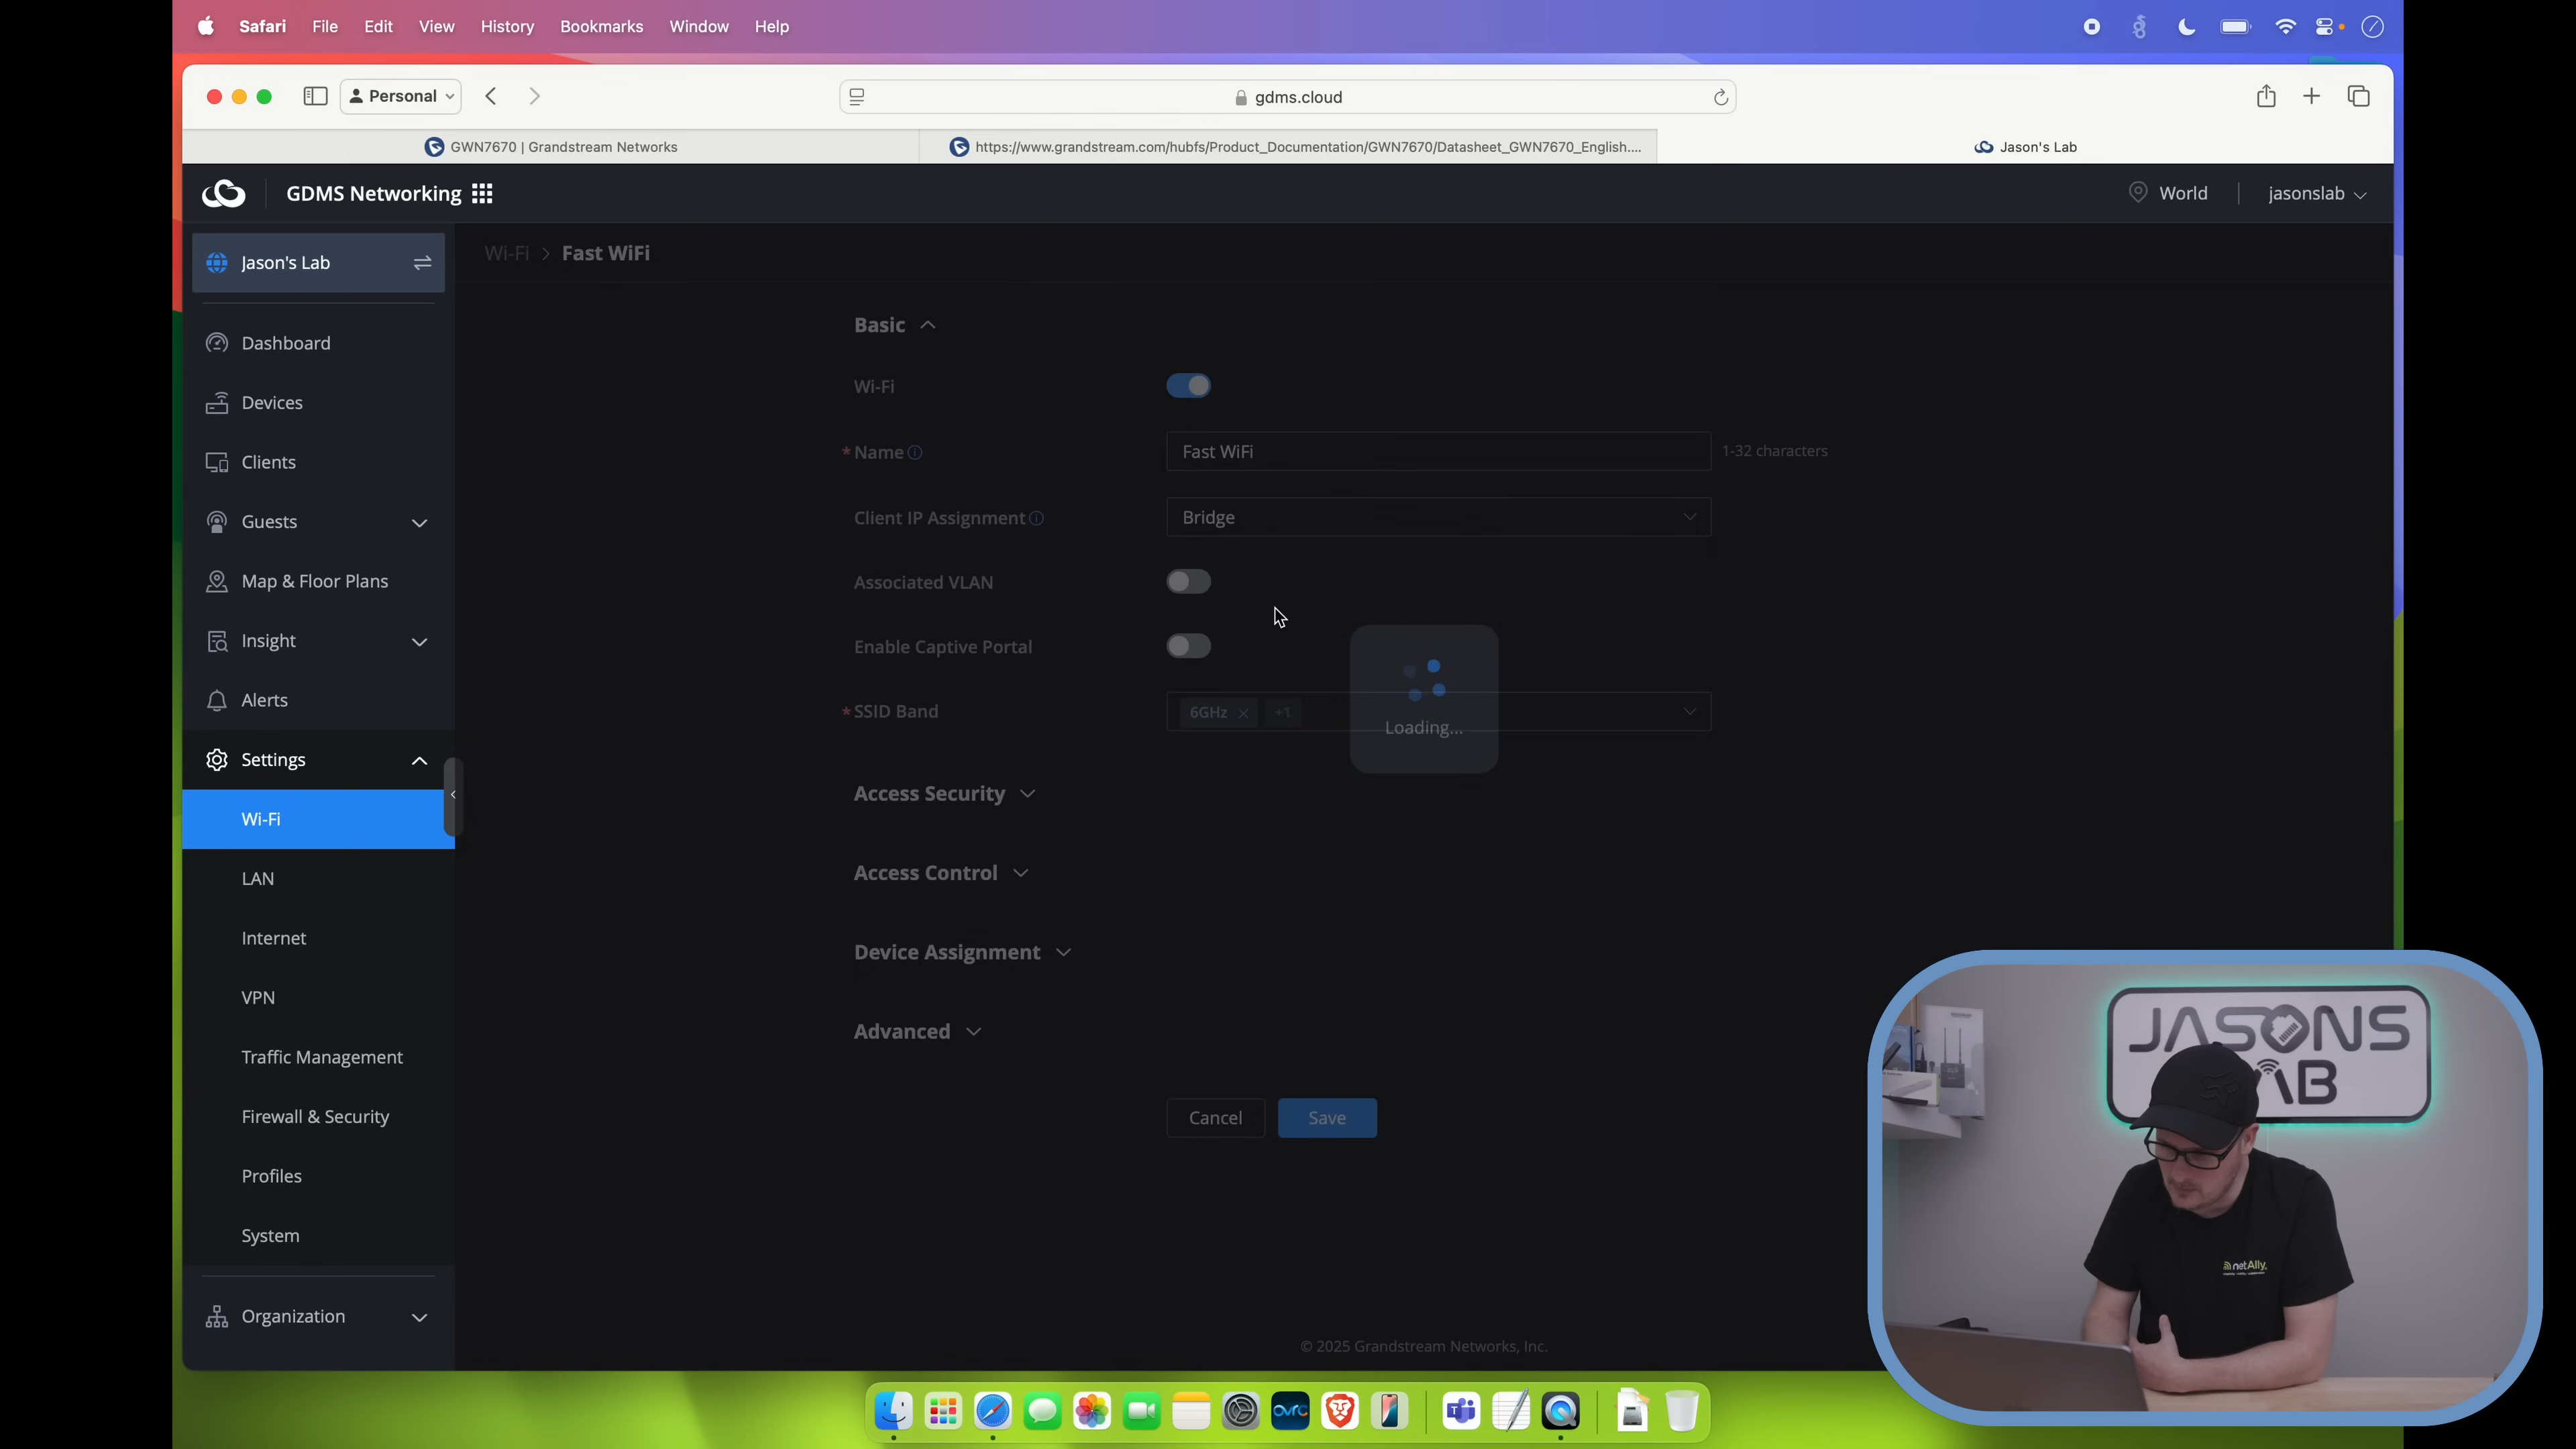 Safari File Edit View History Bookmarks Window Help
Personal
gdms.cloud
GWN7670 | Grandstream Networks
https://www.grandstream.com/hubfs/Product_Documentation/GWN7670/Datasheet_GWN7670_English....
Jason's Lab
GDMS Networking
World
jasonslab
Jason's Lab
Wi-Fi > Fast WiFi
Dashboard
Devices
Clients
Guests
Map & Floor Plans
Insight
Alerts
Settings
Wi-Fi
LAN
Internet
VPN
Traffic Management
Firewall & Security
Profiles
System
Organization
Basic
Wi-Fi
* Name Fast WiFi 1-32 characters
Client IP Assignment Bridge
Associated VLAN
Enable Captive Portal
* SSID Band 6GHz +1
Loading...
Access Security
Access Control
Device Assignment
Advanced
Cancel Save
© 2025 Grandstream Networks, Inc.
JASONS
LAB
netAlly
ovrc